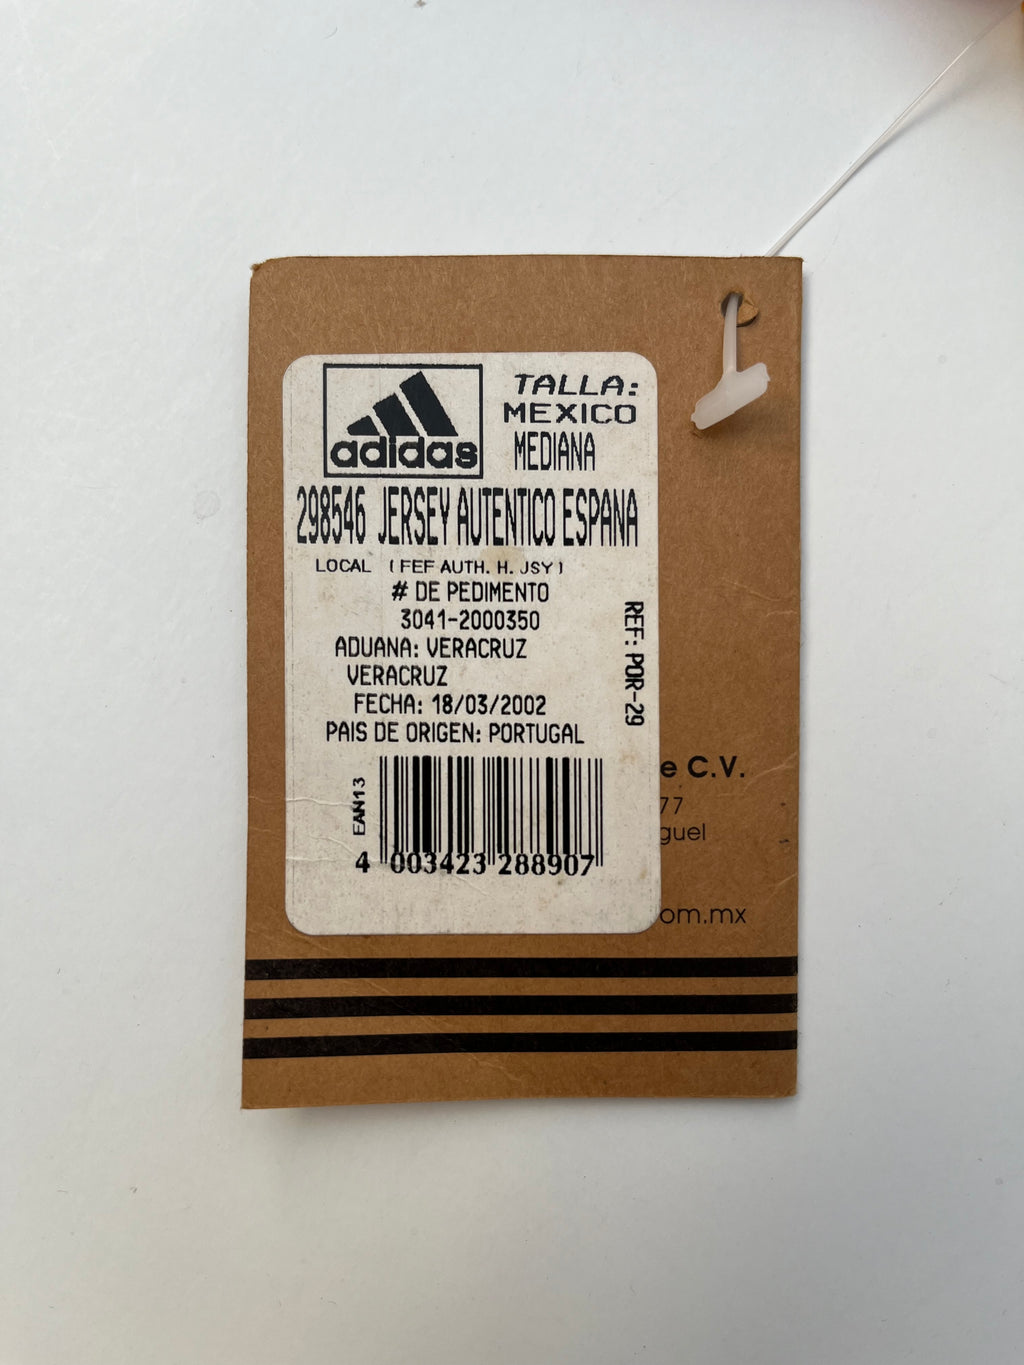 adidas
TALLA:
MEXICO
MEDIANA
298546 JERSEY AUTENTICO ESPANA
LOCAL (FEF AUTH. H. JSY)
# DE PEDIMENTO
3041-2000350
ADUANA: VERACRUZ
VERACRUZ
FECHA: 18/03/2002
PAIS DE ORIGEN: PORTUGAL
REF: POR-29
EAN13
4 003423 288907
e C.V.
77
guel
om.mx